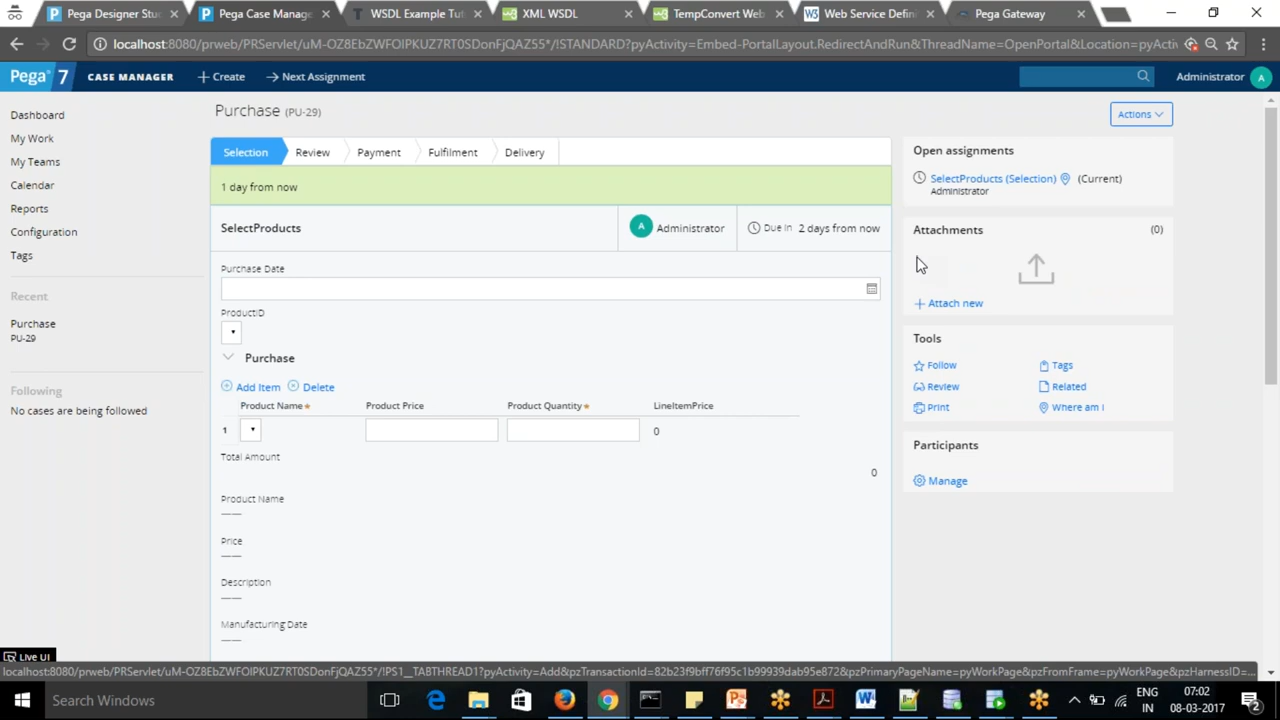 Pega Designer Stud
Pega Case Manage
WSDL Example Tut
XML WSDL
TempConvert Web
Web Service Defini
Pega Gateway
localhost:8080/prweb/PRServlet/uM-OZ8EbZWFOIPKUZ7RT0SDonFjQAZ55*/!STANDARD?pyActivity=Embed-PortalLayout.RedirectAndRun&ThreadName=OpenPortal&Location=pyActiv
Pega 7 CASE MANAGER + Create → Next Assignment Administrator A
Dashboard
My Work
My Teams
Calendar
Reports
Configuration
Tags
Recent
Purchase
PU-29
Following
No cases are being followed
Purchase (PU-29)
Actions
Selection Review Payment Fulfilment Delivery
1 day from now
SelectProducts A Administrator Due in 2 days from now
Purchase Date
ProductID
Purchase
Add Item Delete
Product Name* Product Price Product Quantity* LineItemPrice
1 0
Total Amount
0
Product Name
——
Price
——
Description
——
Manufacturing Date
——
Open assignments
SelectProducts (Selection) (Current)
Administrator
Attachments (0)
+ Attach new
Tools
Follow Tags
Review Related
Print Where am I
Participants
Manage
Live UI
localhost:8080/prweb/PRServlet/uM-OZ8EbZWFOIPKUZ7RT0SDonFjQAZ55*/!PS1__TABTHREAD1?pyActivity=Add&pzTransactionId=82b23f9bff76f95c1b99939dab95e872&pzPrimaryPageName=pyWorkPage&pzFromFrame=pyWorkPage&pzHarnessID=...
Search Windows
ENG
IN
07:02
08-03-2017
2